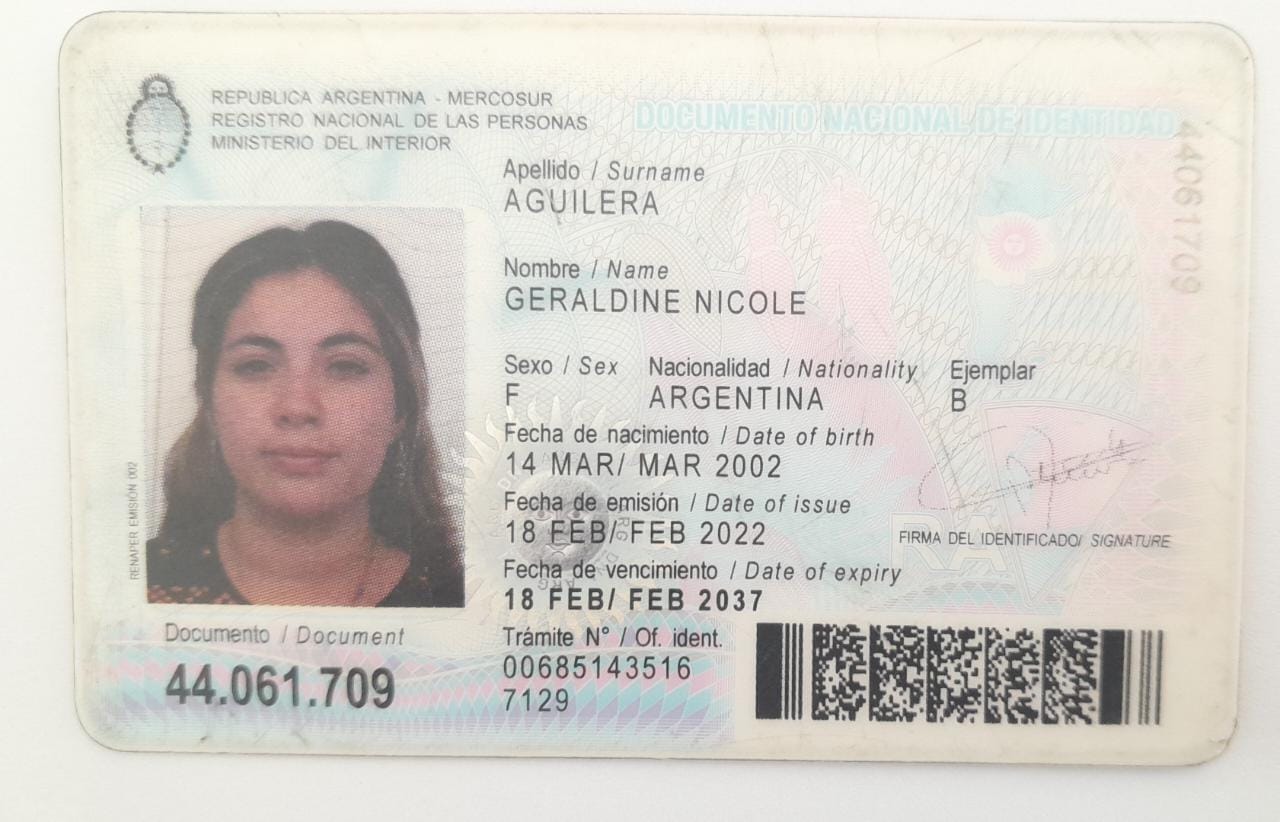 REPUBLICA ARGENTINA - MERCOSUR
REGISTRO NACIONAL DE LAS PERSONAS
MINISTERIO DEL INTERIOR
DOCUMENTO NACIONAL DE IDENTIDAD
Apellido / Surname
AGUILERA
Nombre / Name
GERALDINE NICOLE
Sexo / Sex Nacionalidad / Nationality Ejemplar
F ARGENTINA B
Fecha de nacimiento / Date of birth
14 MAR/ MAR 2002
Fecha de emisión / Date of issue
18 FEB/ FEB 2022
FIRMA DEL IDENTIFICADO/ SIGNATURE
Fecha de vencimiento / Date of expiry
18 FEB/ FEB 2037
Documento / Document
44.061.709
Trámite N° / Of. ident.
00685143516
7129
RENAPER EMISIÓN 002
44061709
RA